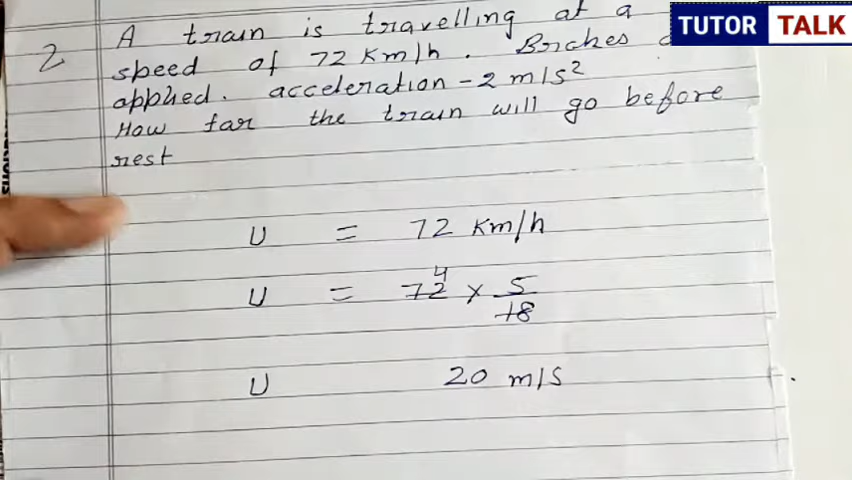 TUTOR TALK
2 A train is travelling at a
speed of 72 Km/h. Brches
applied. acceleration -2 m/s²
How far the train will go before
rest
U = 72 Km/h
U = 72 4 × 5/18
U 20 m/s